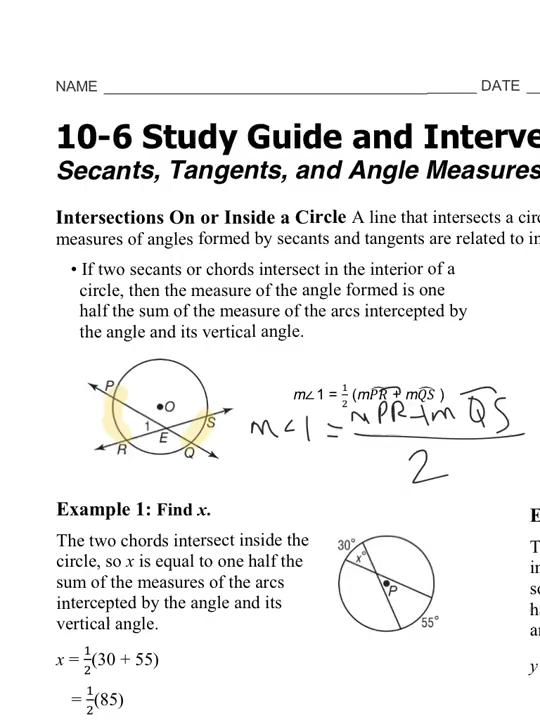 NAME DATE
10-6 Study Guide and Interve
Secants, Tangents, and Angle Measures
Intersections On or Inside a Circle A line that intersects a circ
measures of angles formed by secants and tangents are related to in
• If two secants or chords intersect in the interior of a
circle, then the measure of the angle formed is one
half the sum of the measure of the arcs intercepted by
the angle and its vertical angle.
P
O
S
1
E
R
Q
m∠1 = 1/2 (mPR + mQS)
m<1 = mPR+m QS
2
Example 1: Find x.
E
The two chords intersect inside the
circle, so x is equal to one half the
sum of the measures of the arcs
intercepted by the angle and its
vertical angle.
30°
x°
P
55°
T
in
so
ha
an
x = 1/2(30 + 55)
y
= 1/2(85)